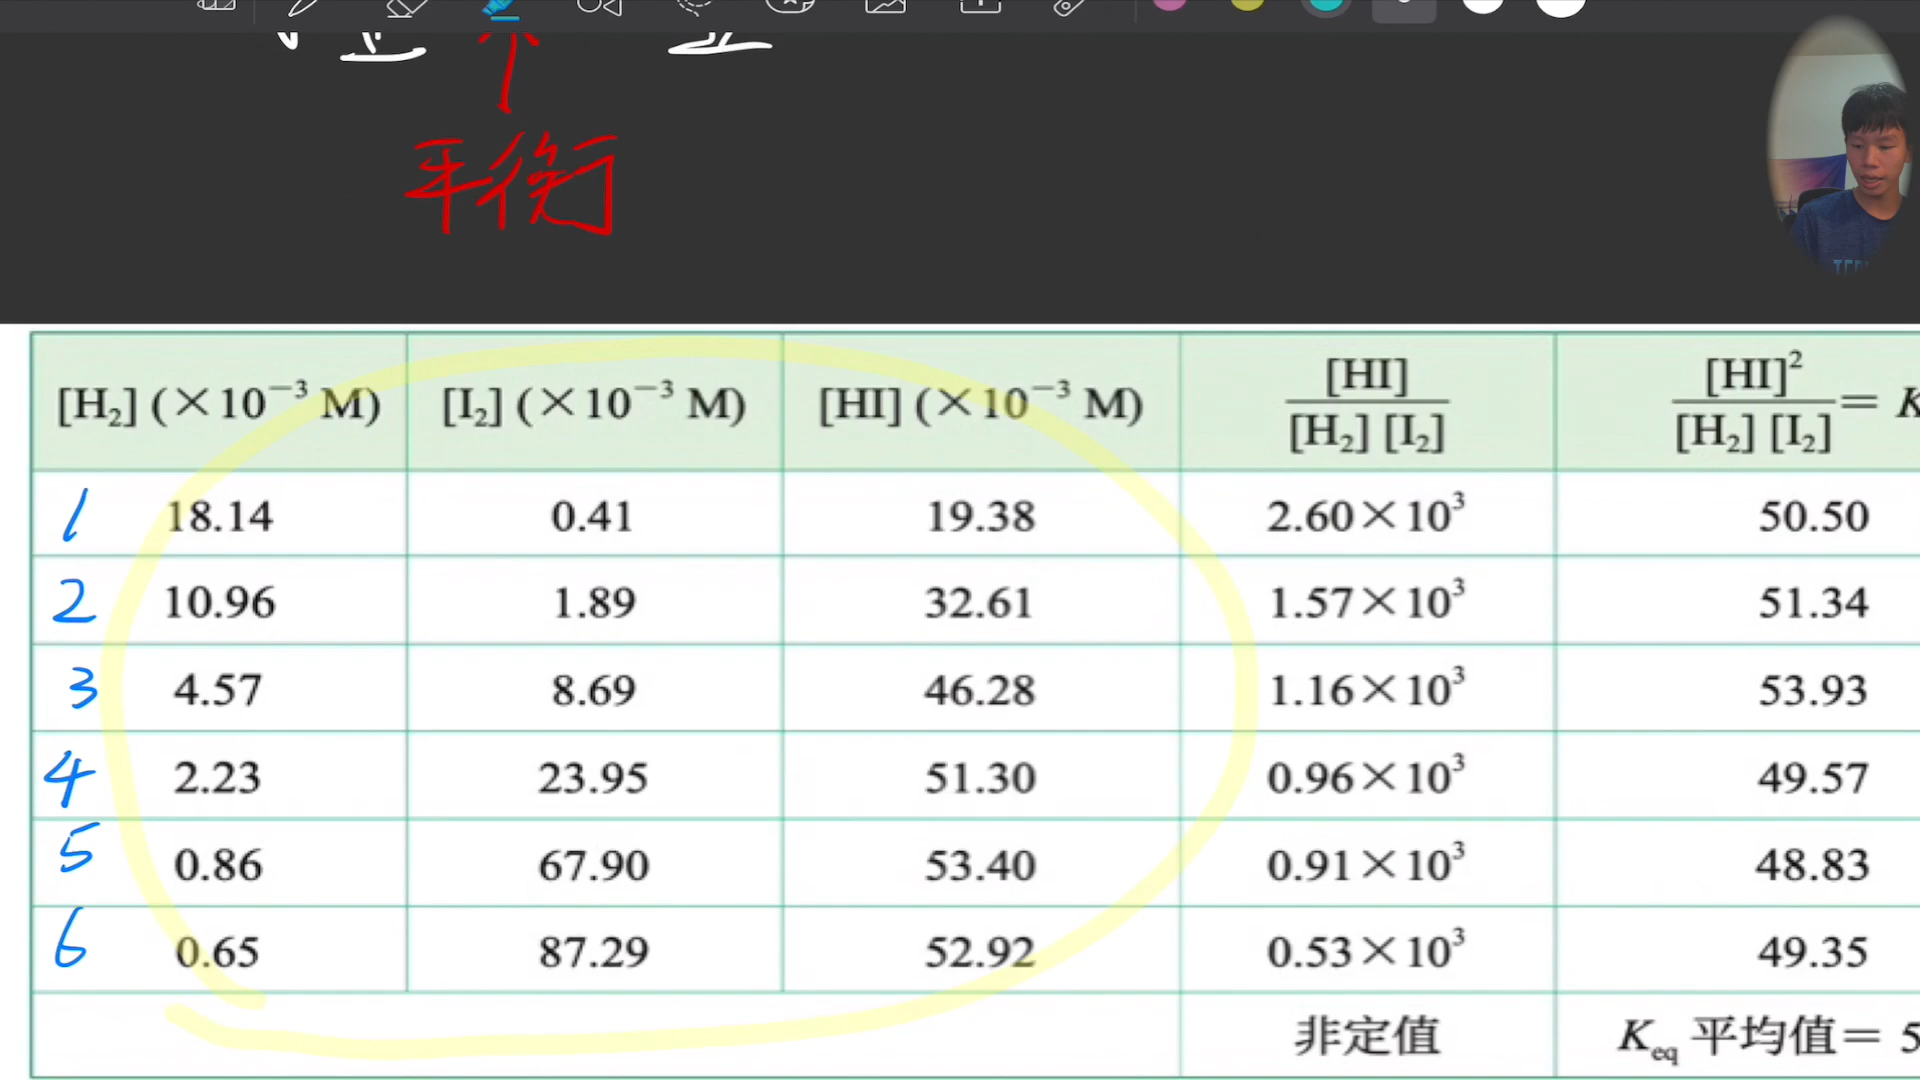 平衡
[H₂] (×10⁻³ M) [I₂] (×10⁻³ M) [HI] (×10⁻³ M) [HI] / [H₂] [I₂] [HI]² / [H₂] [I₂] = K
1 18.14 0.41 19.38 2.60×10³ 50.50
2 10.96 1.89 32.61 1.57×10³ 51.34
3 4.57 8.69 46.28 1.16×10³ 53.93
4 2.23 23.95 51.30 0.96×10³ 49.57
5 0.86 67.90 53.40 0.91×10³ 48.83
6 0.65 87.29 52.92 0.53×10³ 49.35
非定值 Keq 平均值= 5